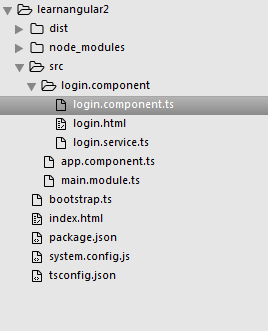 learnangular2
dist
node_modules
src
login.component
login.component.ts
login.html
login.service.ts
app.component.ts
main.module.ts
bootstrap.ts
index.html
package.json
system.config.js
tsconfig.json